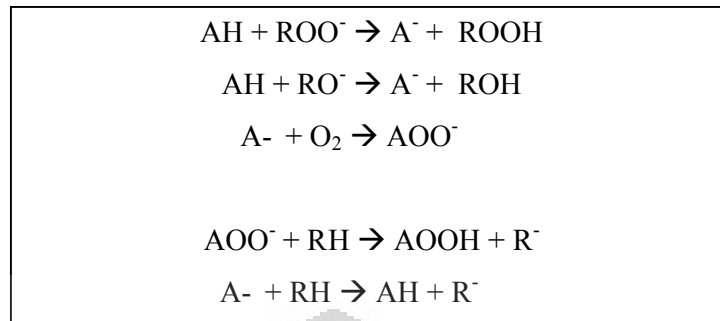 AH + ROO⁻ → A⁻ + ROOH
AH + RO⁻ → A⁻ + ROH
A- + O₂ → AOO⁻
AOO⁻ + RH → AOOH + R⁻
A- + RH → AH + R⁻